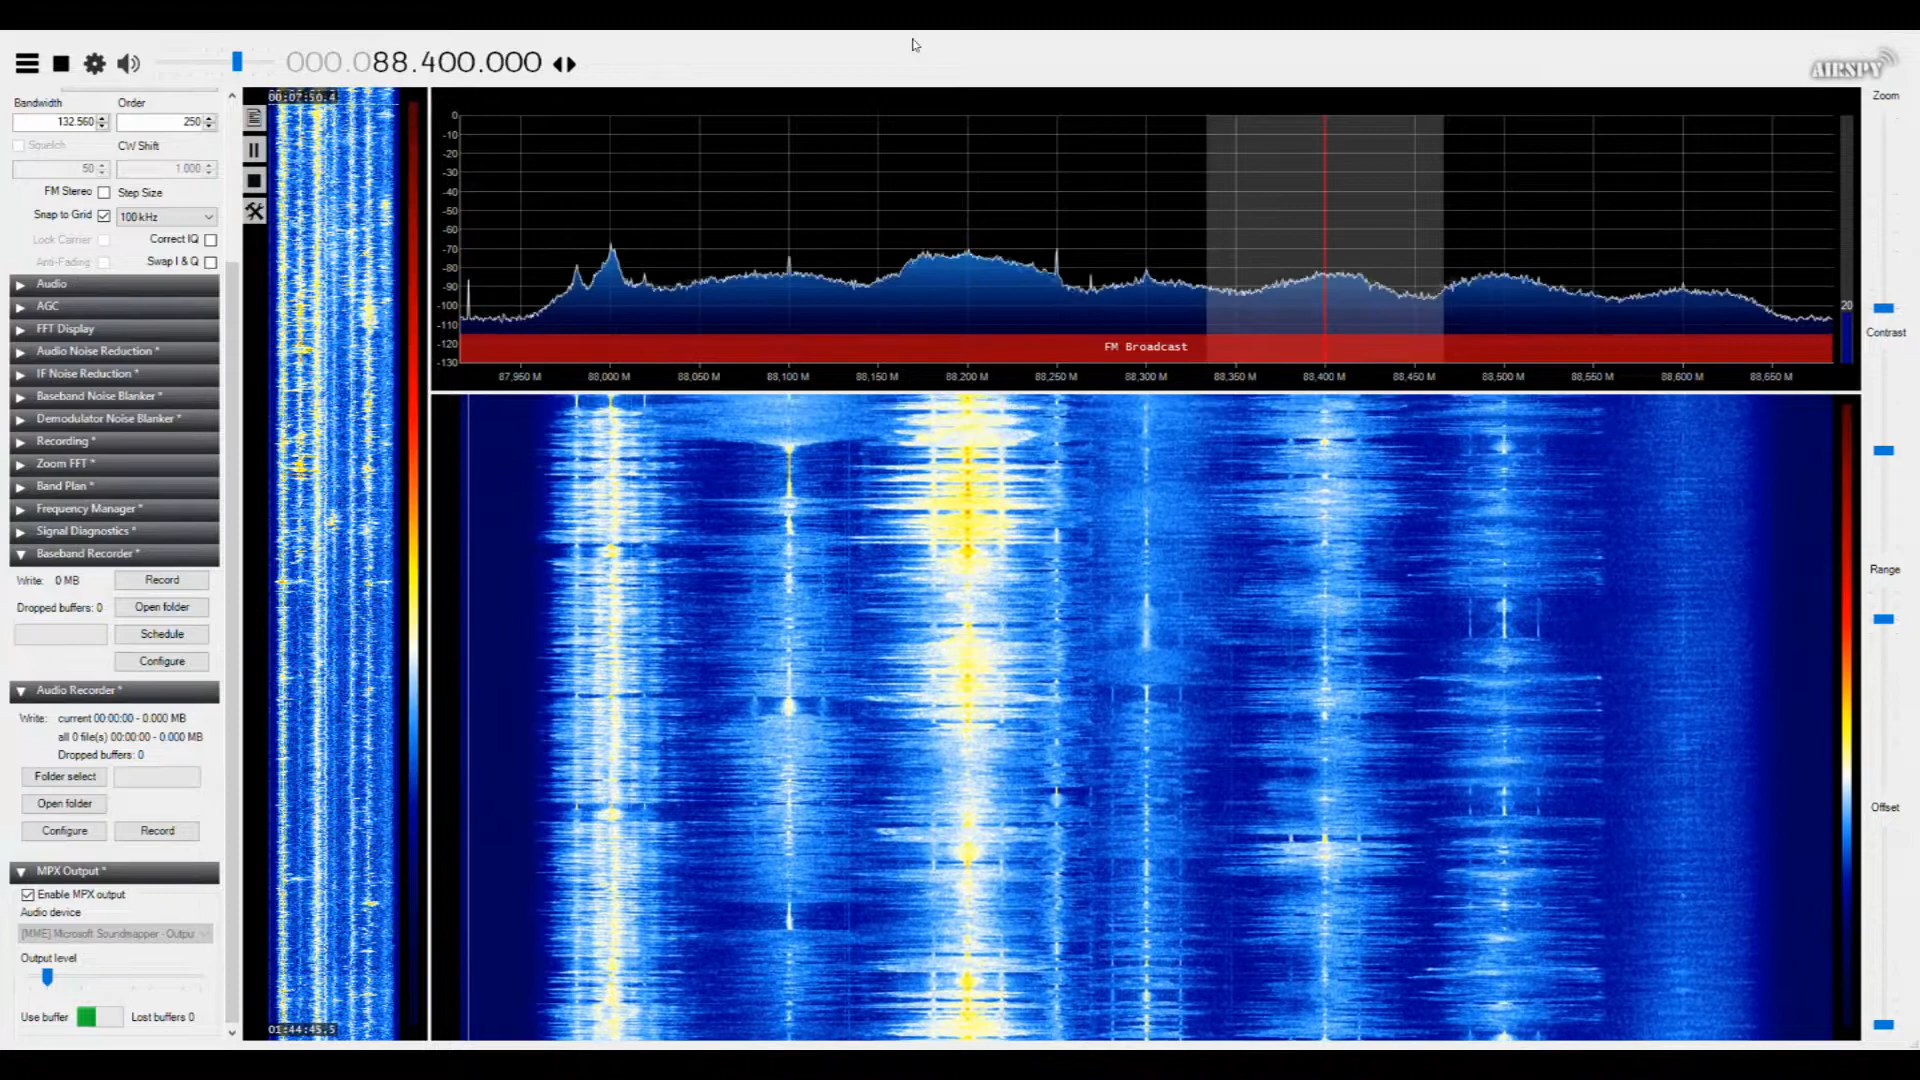 000.088.400.000
AIRSPY
Zoom
Bandwidth Order
132.560 250
Squelch CW Shift
50 1.000
FM Stereo Step Size
Snap to Grid 100 kHz
Lock Carrier Correct IQ
Anti-Fading Swap I & Q
Audio
AGC
FFT Display
Audio Noise Reduction *
IF Noise Reduction *
Baseband Noise Blanker *
Demodulator Noise Blanker *
Recording *
Zoom FFT *
Band Plan *
Frequency Manager *
Signal Diagnostics *
Baseband Recorder *
Write: 0 MB Record
Dropped buffers: 0 Open folder
Schedule
Configure
Audio Recorder *
Write: current 00:00:00 - 0.000 MB
all 0 file(s) 00:00:00 - 0.000 MB
Dropped buffers: 0
Folder select
Open folder
Configure Record
MPX Output *
Enable MPX output
Audio device
[MME] Microsoft Soundmapper - Outpu
Output level
Use buffer Lost buffers 0
00:07:50.4
01:44:45.5
0
-10
-20
-30
-40
-50
-60
-70
-80
-90
-100
-110
-120
-130
20
FM Broadcast
87,950 M 88,000 M 88,050 M 88,100 M 88,150 M 88,200 M 88,250 M 88,300 M 88,350 M 88,400 M 88,450 M 88,500 M 88,550 M 88,600 M 88,650 M
Contrast
Range
Offset